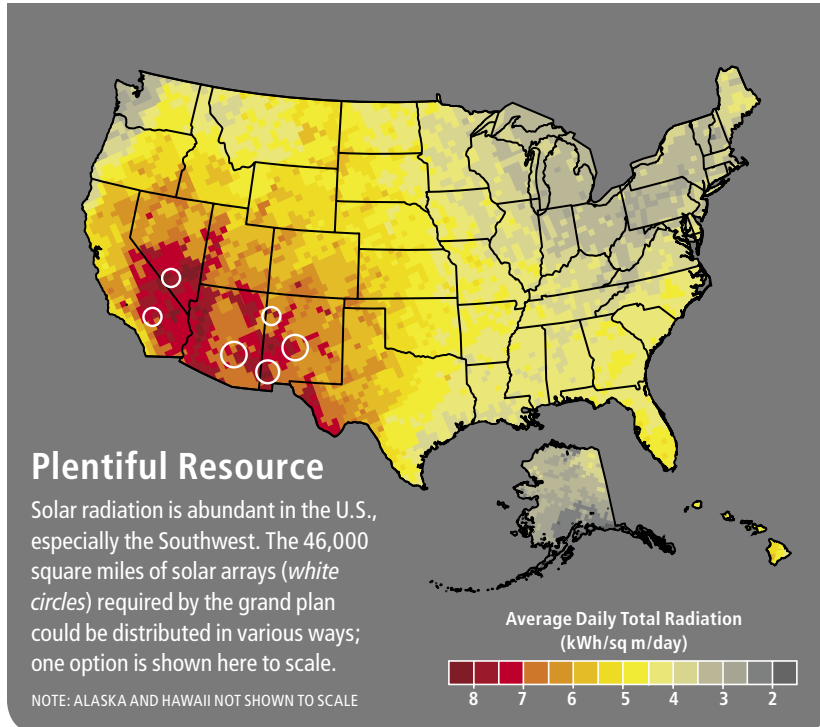 Plentiful Resource
Solar radiation is abundant in the U.S.,
especially the Southwest. The 46,000
square miles of solar arrays (white
circles) required by the grand plan
could be distributed in various ways;
one option is shown here to scale.
NOTE: ALASKA AND HAWAII NOT SHOWN TO SCALE
Average Daily Total Radiation
(kWh/sq m/day)
8 7 6 5 4 3 2